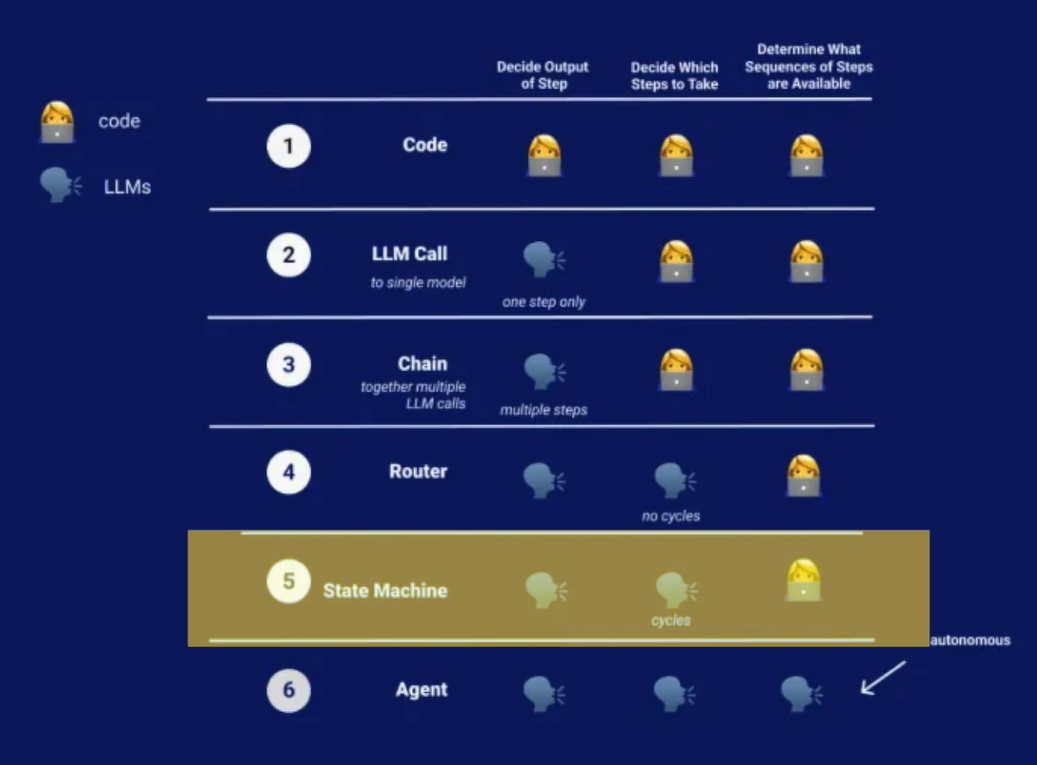 Decide Output
of Step
Decide Which
Steps to Take
Determine What
Sequences of Steps
are Available
code
LLMs
1
Code
2
LLM Call
to single model
one step only
3
Chain
together multiple
LLM calls
multiple steps
4
Router
no cycles
5
State Machine
cycles
autonomous
6
Agent